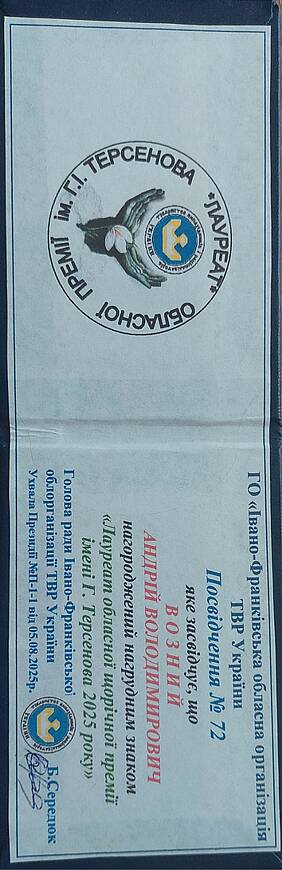 *ЛАУРЕАТ*
ОБЛАСНОЇ ПРЕМІЇ ім. Г.І. ТЕРСЕНОВА
ГО «Івано-Франківська обласна організація
ТВР України
Посвідчення № 72
яке засвідчує, що
ВОЗНИЙ
АНДРІЙ ВОЛОДИМИРОВИЧ
нагороджений нагрудним знаком
«Лауреат обласної щорічної премії
імені Г. Терсенова 2025 року»
Голова ради Івано-Франківської
облорганізації ТВР України
Б.Середюк
Ухвала Президії №П-1-1 від 05.08.2025р.